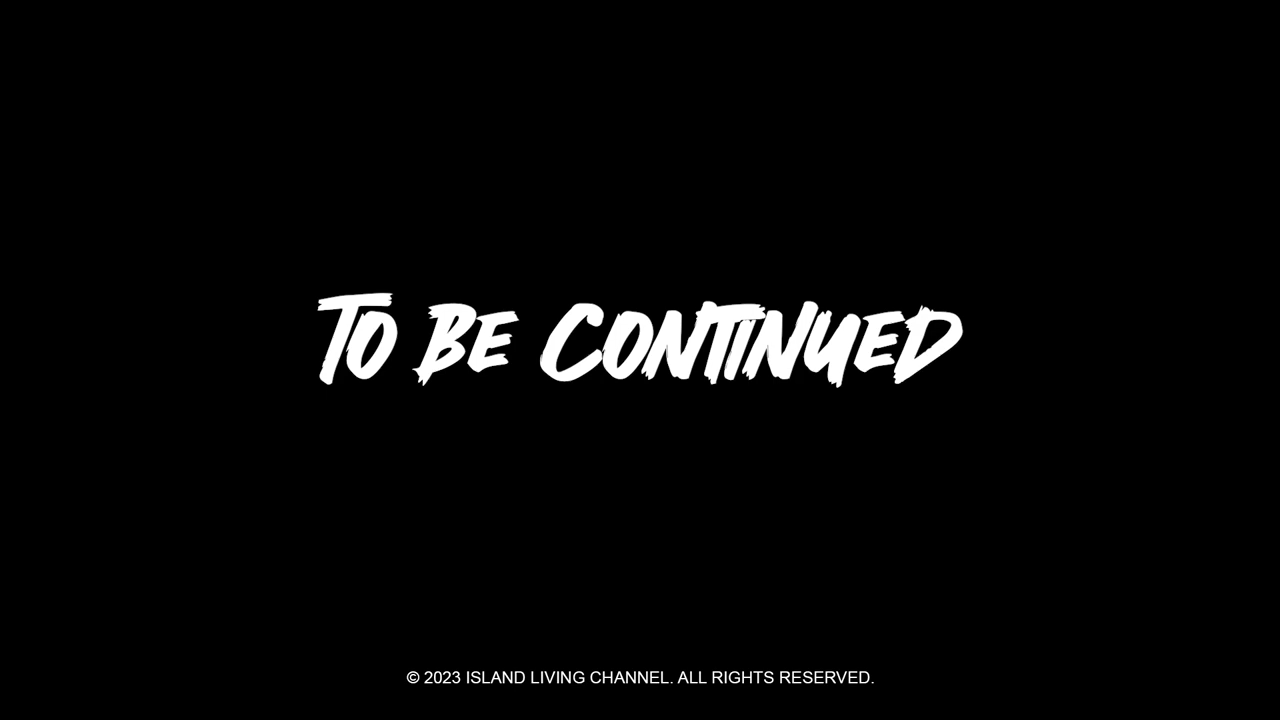 TO BE CONTINUED
© 2023 ISLAND LIVING CHANNEL. ALL RIGHTS RESERVED.